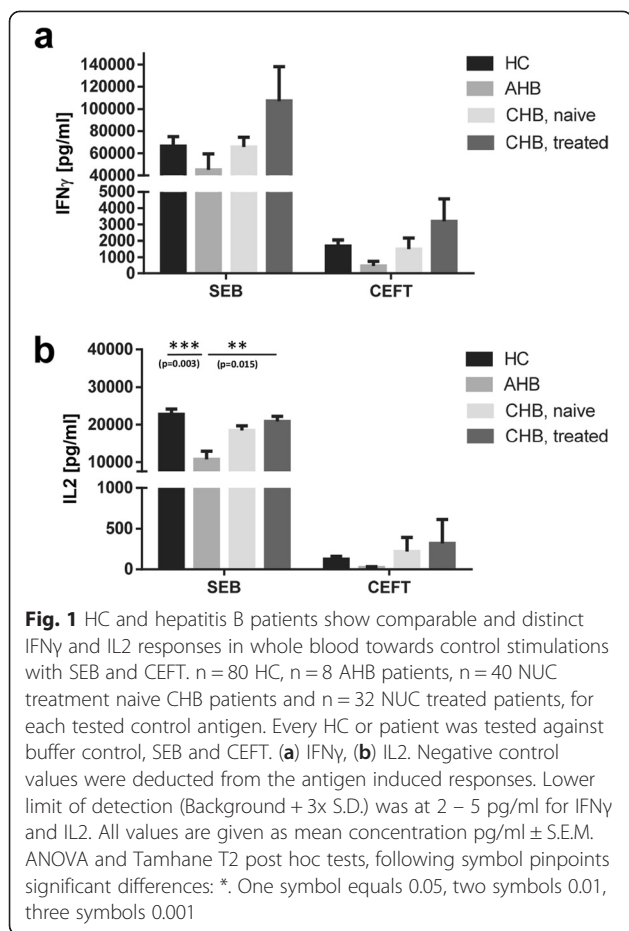 a
140000
120000
100000
80000
60000
40000
5000
4000
3000
2000
1000
0
IFNγ [pg/ml]
SEB
CEFT
HC
AHB
CHB, naive
CHB, treated
b
40000
30000
20000
10000
1000
500
0
IL2 [pg/ml]
***
(p=0.003)
**
(p=0.015)
SEB
CEFT
HC
AHB
CHB, naive
CHB, treated
Fig. 1 HC and hepatitis B patients show comparable and distinct
IFNγ and IL2 responses in whole blood towards control stimulations
with SEB and CEFT. n = 80 HC, n = 8 AHB patients, n = 40 NUC
treatment naive CHB patients and n = 32 NUC treated patients, for
each tested control antigen. Every HC or patient was tested against
buffer control, SEB and CEFT. (a) IFNγ, (b) IL2. Negative control
values were deducted from the antigen induced responses. Lower
limit of detection (Background + 3x S.D.) was at 2 – 5 pg/ml for IFNγ
and IL2. All values are given as mean concentration pg/ml ± S.E.M.
ANOVA and Tamhane T2 post hoc tests, following symbol pinpoints
significant differences: *. One symbol equals 0.05, two symbols 0.01,
three symbols 0.001